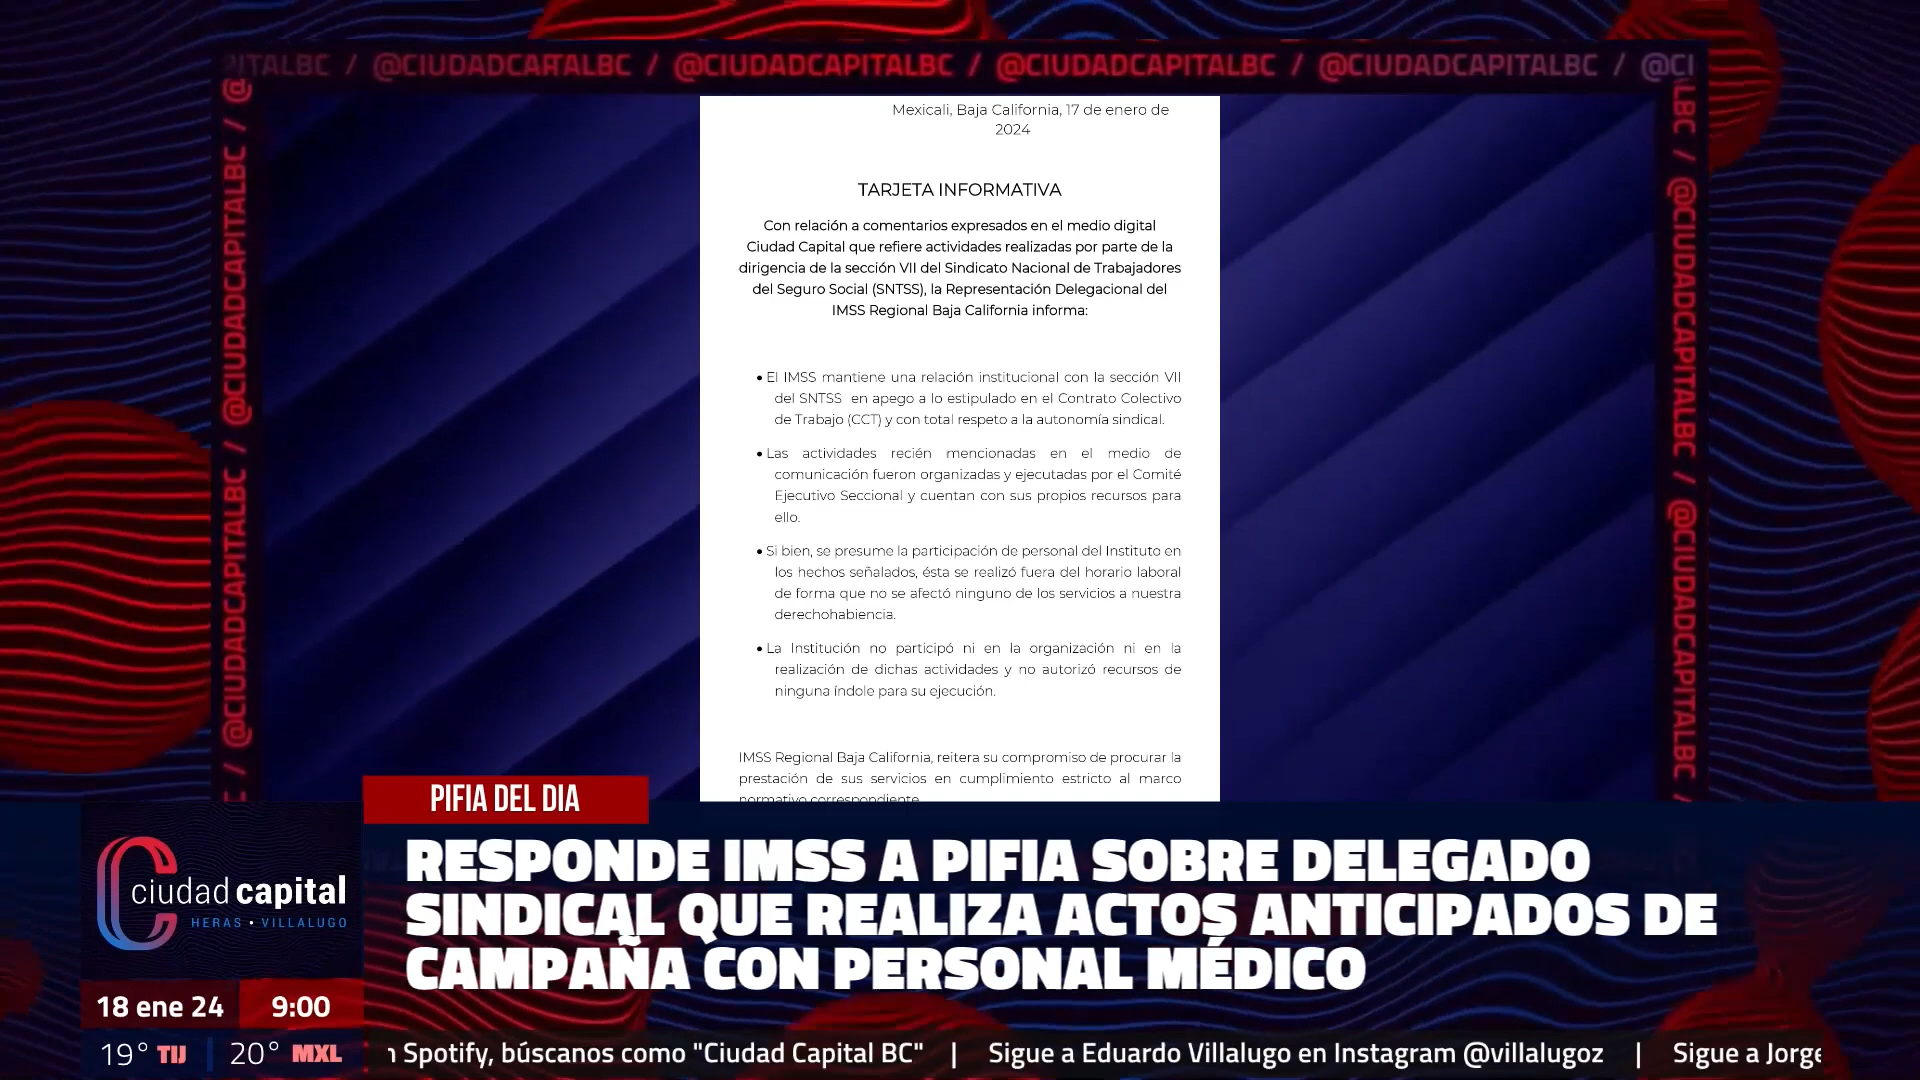 ITALBC / @CIUDADCAPITALBC / @CIUDADCAPITALBC / @CIUDADCAPITALBC / @CIUDADCAPITALBC / @CI
@CIUDADCAPITALBC / @CIUDADCAPITALBC / @
LBC / @CIUDADCAPITALBC / @CIUDADCAPITALBC /
Mexicali, Baja California, 17 de enero de
2024
TARJETA INFORMATIVA
Con relación a comentarios expresados en el medio digital
Ciudad Capital que refiere actividades realizadas por parte de la
dirigencia de la sección VII del Sindicato Nacional de Trabajadores
del Seguro Social (SNTSS), la Representación Delegacional del
IMSS Regional Baja California informa:
• El IMSS mantiene una relación institucional con la sección VII
del SNTSS en apego a lo estipulado en el Contrato Colectivo
de Trabajo (CCT) y con total respeto a la autonomía sindical.
• Las actividades recién mencionadas en el medio de
comunicación fueron organizadas y ejecutadas por el Comité
Ejecutivo Seccional y cuentan con sus propios recursos para
ello.
• Si bien, se presume la participación de personal del Instituto en
los hechos señalados, ésta se realizó fuera del horario laboral
de forma que no se afectó ninguno de los servicios a nuestra
derechohabiencia.
• La Institución no participó ni en la organización ni en la
realización de dichas actividades y no autorizó recursos de
ninguna índole para su ejecución.
IMSS Regional Baja California, reitera su compromiso de procurar la
prestación de sus servicios en cumplimiento estricto al marco
normativo correspondiente.
PIFIA DEL DIA
RESPONDE IMSS A PIFIA SOBRE DELEGADO
SINDICAL QUE REALIZA ACTOS ANTICIPADOS DE
CAMPAÑA CON PERSONAL MÉDICO
ciudad capital
HERAS • VILLALUGO
18 ene 24 9:00
19° TIJ 20° MXL
n Spotify, búscanos como "Ciudad Capital BC" | Sigue a Eduardo Villalugo en Instagram @villalugoz | Sigue a Jorge